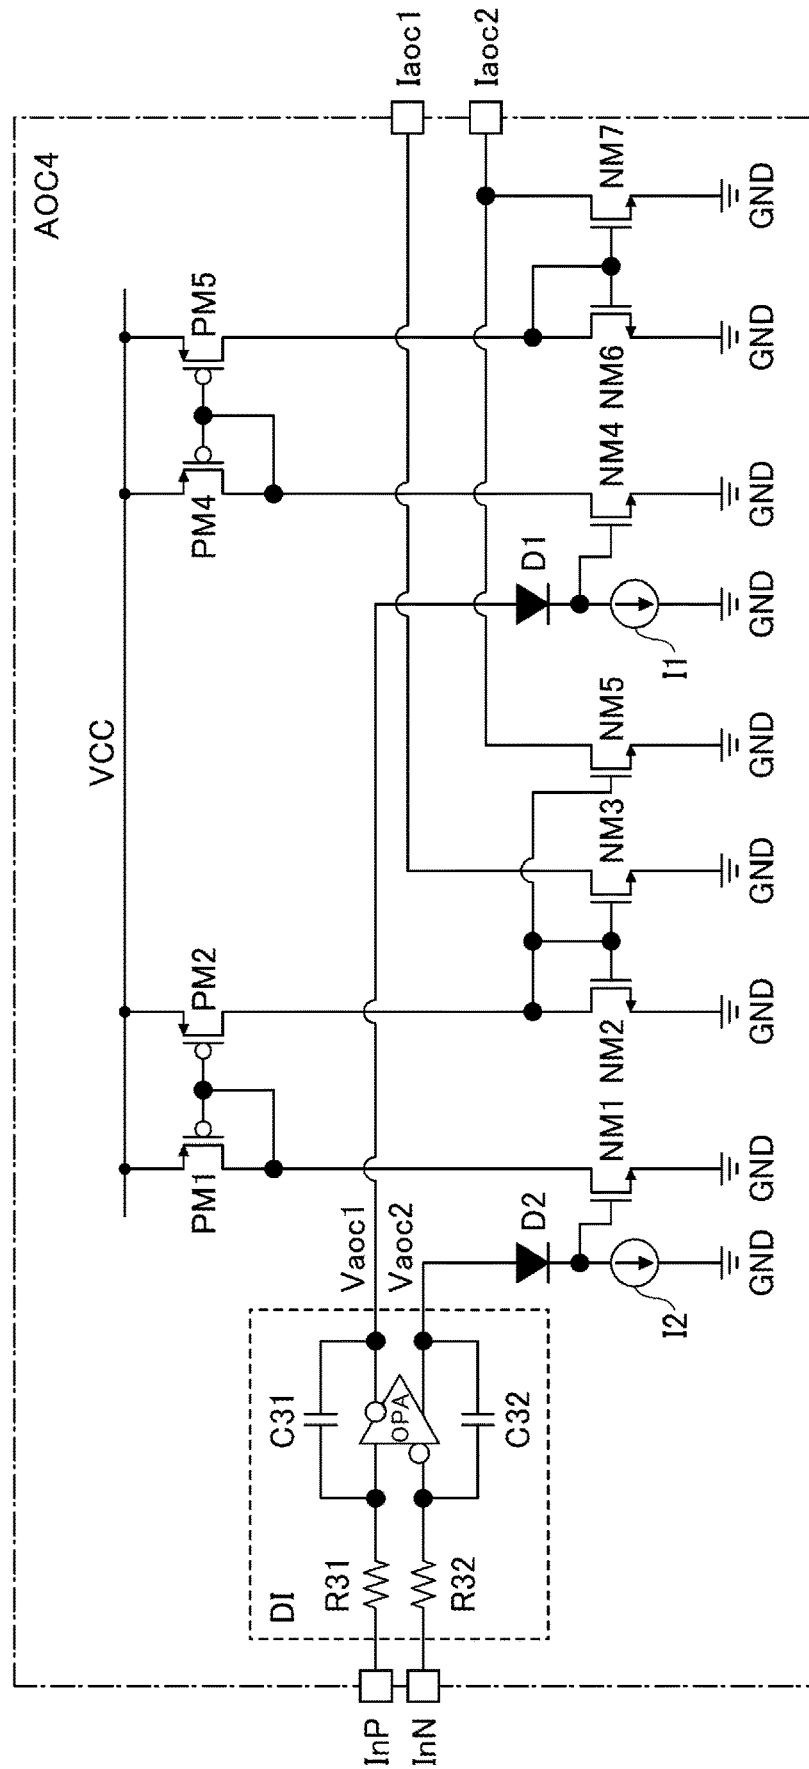 AOC4
VCC
PM1
PM2
PM4
PM5
Iaoc1
Iaoc2
Vaoc1
Vaoc2
InP
InN
DI
R31
R32
C31
C32
OPA
D2
D1
I2
I1
NM1
NM2
NM3
NM5
NM4
NM6
NM7
GND
GND
GND
GND
GND
GND
GND
GND
GND